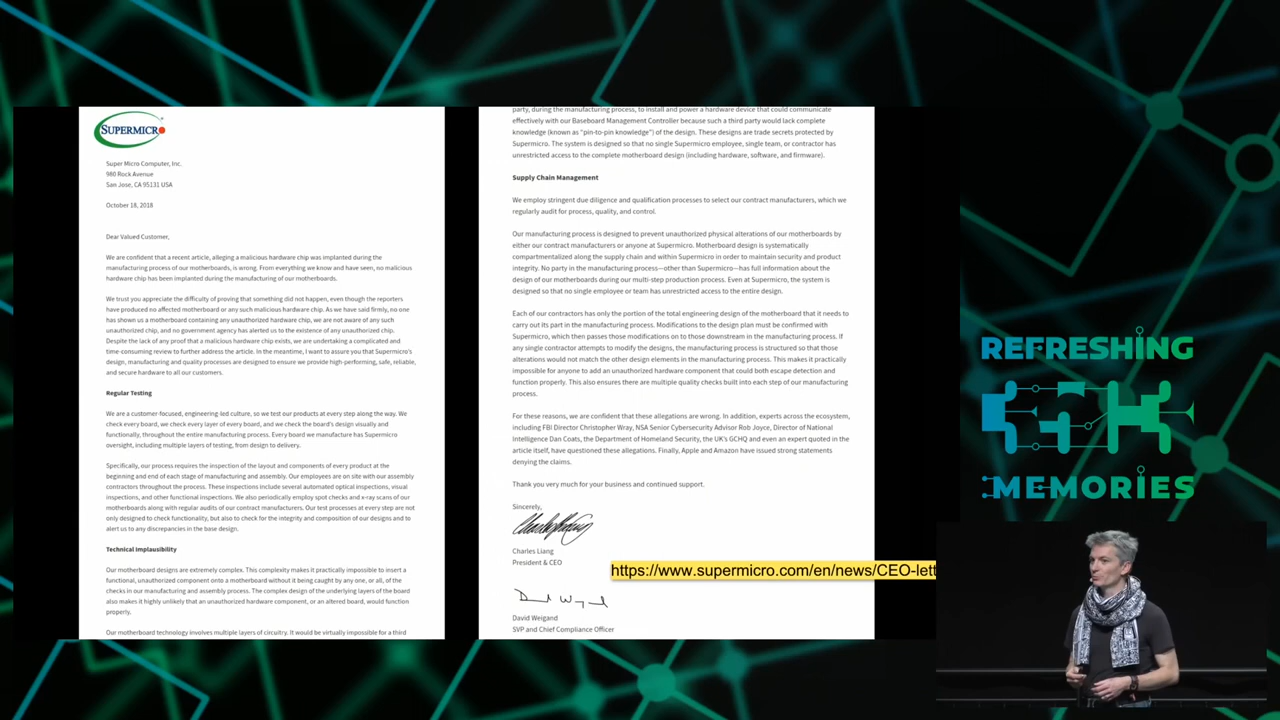 SUPERMICRO
Super Micro Computer, Inc.
980 Rock Avenue
San Jose, CA 95131 USA
October 18, 2018
Dear Valued Customer,
We are confident that a recent article, alleging a malicious hardware chip was implanted during the
manufacturing process of our motherboards, is wrong. From everything we know and have seen, no malicious
hardware chip has been implanted during the manufacturing of our motherboards.
We trust you appreciate the difficulty of proving that something did not happen, even though the reporters
have produced no affected motherboard or any such malicious hardware chip. As we have said firmly, no one
has shown us a motherboard containing any unauthorized hardware chip, we are not aware of any such
unauthorized chip, and no government agency has alerted us to the existence of any unauthorized chip.
Despite the lack of any proof that a malicious hardware chip exists, we are undertaking a complicated and
time-consuming review to further address the article. In the meantime, I want to assure you that Supermicro's
design, manufacturing and quality processes are designed to ensure we provide high-performing, safe, reliable,
and secure hardware to all our customers.
Regular Testing
We are a customer-focused, engineering-led culture, so we test our products at every step along the way. We
check every board, we check every layer of every board, and we check the board's design visually and
functionally, throughout the entire manufacturing process. Every board we manufacture has Supermicro
oversight, including multiple layers of testing, from design to delivery.
Specifically, our process requires the inspection of the layout and components of every product at the
beginning and end of each stage of manufacturing and assembly. Our employees are on site with our assembly
contractors throughout the process. These inspections include several automated optical inspections, visual
inspections, and other functional inspections. We also periodically employ spot checks and x-ray scans of our
motherboards along with regular audits of our contract manufacturers. Our test processes at every step are not
only designed to check functionality, but also to check for the integrity and composition of our designs and to
alert us to any discrepancies in the base design.
Technical Implausibility
Our motherboard designs are extremely complex. This complexity makes it practically impossible to insert a
functional, unauthorized component onto a motherboard without it being caught by any one, or all, of the
checks in our manufacturing and assembly process. The complex design of the underlying layers of the board
also makes it highly unlikely that an unauthorized hardware component, or an altered board, would function
properly.
Our motherboard technology involves multiple layers of circuitry. It would be virtually impossible for a third
party, during the manufacturing process, to install and power a hardware device that could communicate
effectively with our Baseboard Management Controller because such a third party would lack complete
knowledge (known as "pin-to-pin knowledge") of the design. These designs are trade secrets protected by
Supermicro. The system is designed so that no single Supermicro employee, single team, or contractor has
unrestricted access to the complete motherboard design (including hardware, software, and firmware).
Supply Chain Management
We employ stringent due diligence and qualification processes to select our contract manufacturers, which we
regularly audit for process, quality, and control.
Our manufacturing process is designed to prevent unauthorized physical alterations of our motherboards by
either our contract manufacturers or anyone at Supermicro. Motherboard design is systematically
compartmentalized along the supply chain and within Supermicro in order to maintain security and product
integrity. No party in the manufacturing process—other than Supermicro—has full information about the
design of our motherboards during our multi-step production process. Even at Supermicro, the system is
designed so that no single employee or team has unrestricted access to the entire design.
Each of our contractors has only the portion of the total engineering design of the motherboard that it needs to
carry out its part in the manufacturing process. Modifications to the design plan must be confirmed with
Supermicro, which then passes those modifications on to those downstream in the manufacturing process. If
any single contractor attempts to modify the designs, the manufacturing process is structured so that those
alterations would not match the other design elements in the manufacturing process. This makes it practically
impossible for anyone to add an unauthorized hardware component that could both escape detection and
function properly. This also ensures there are multiple quality checks built into each step of our manufacturing
process.
For these reasons, we are confident that these allegations are wrong. In addition, experts across the ecosystem,
including FBI Director Christopher Wray, NSA Senior Cybersecurity Advisor Rob Joyce, Director of National
Intelligence Dan Coats, the Department of Homeland Security, the UK's GCHQ and even an expert quoted in the
article itself, have questioned these allegations. Finally, Apple and Amazon have issued strong statements
denying the claims.
Thank you very much for your business and continued support.
Sincerely,
Charles Liang
President & CEO
https://www.supermicro.com/en/news/CEO-lett
David Weigand
SVP and Chief Compliance Officer
REFRESHING
MEMORIES